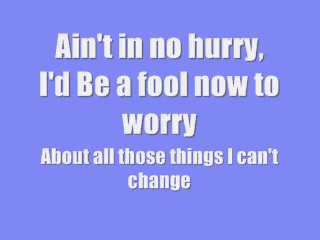 Ain't in no hurry,
I'd Be a fool now to
worry
About all those things I can't
change